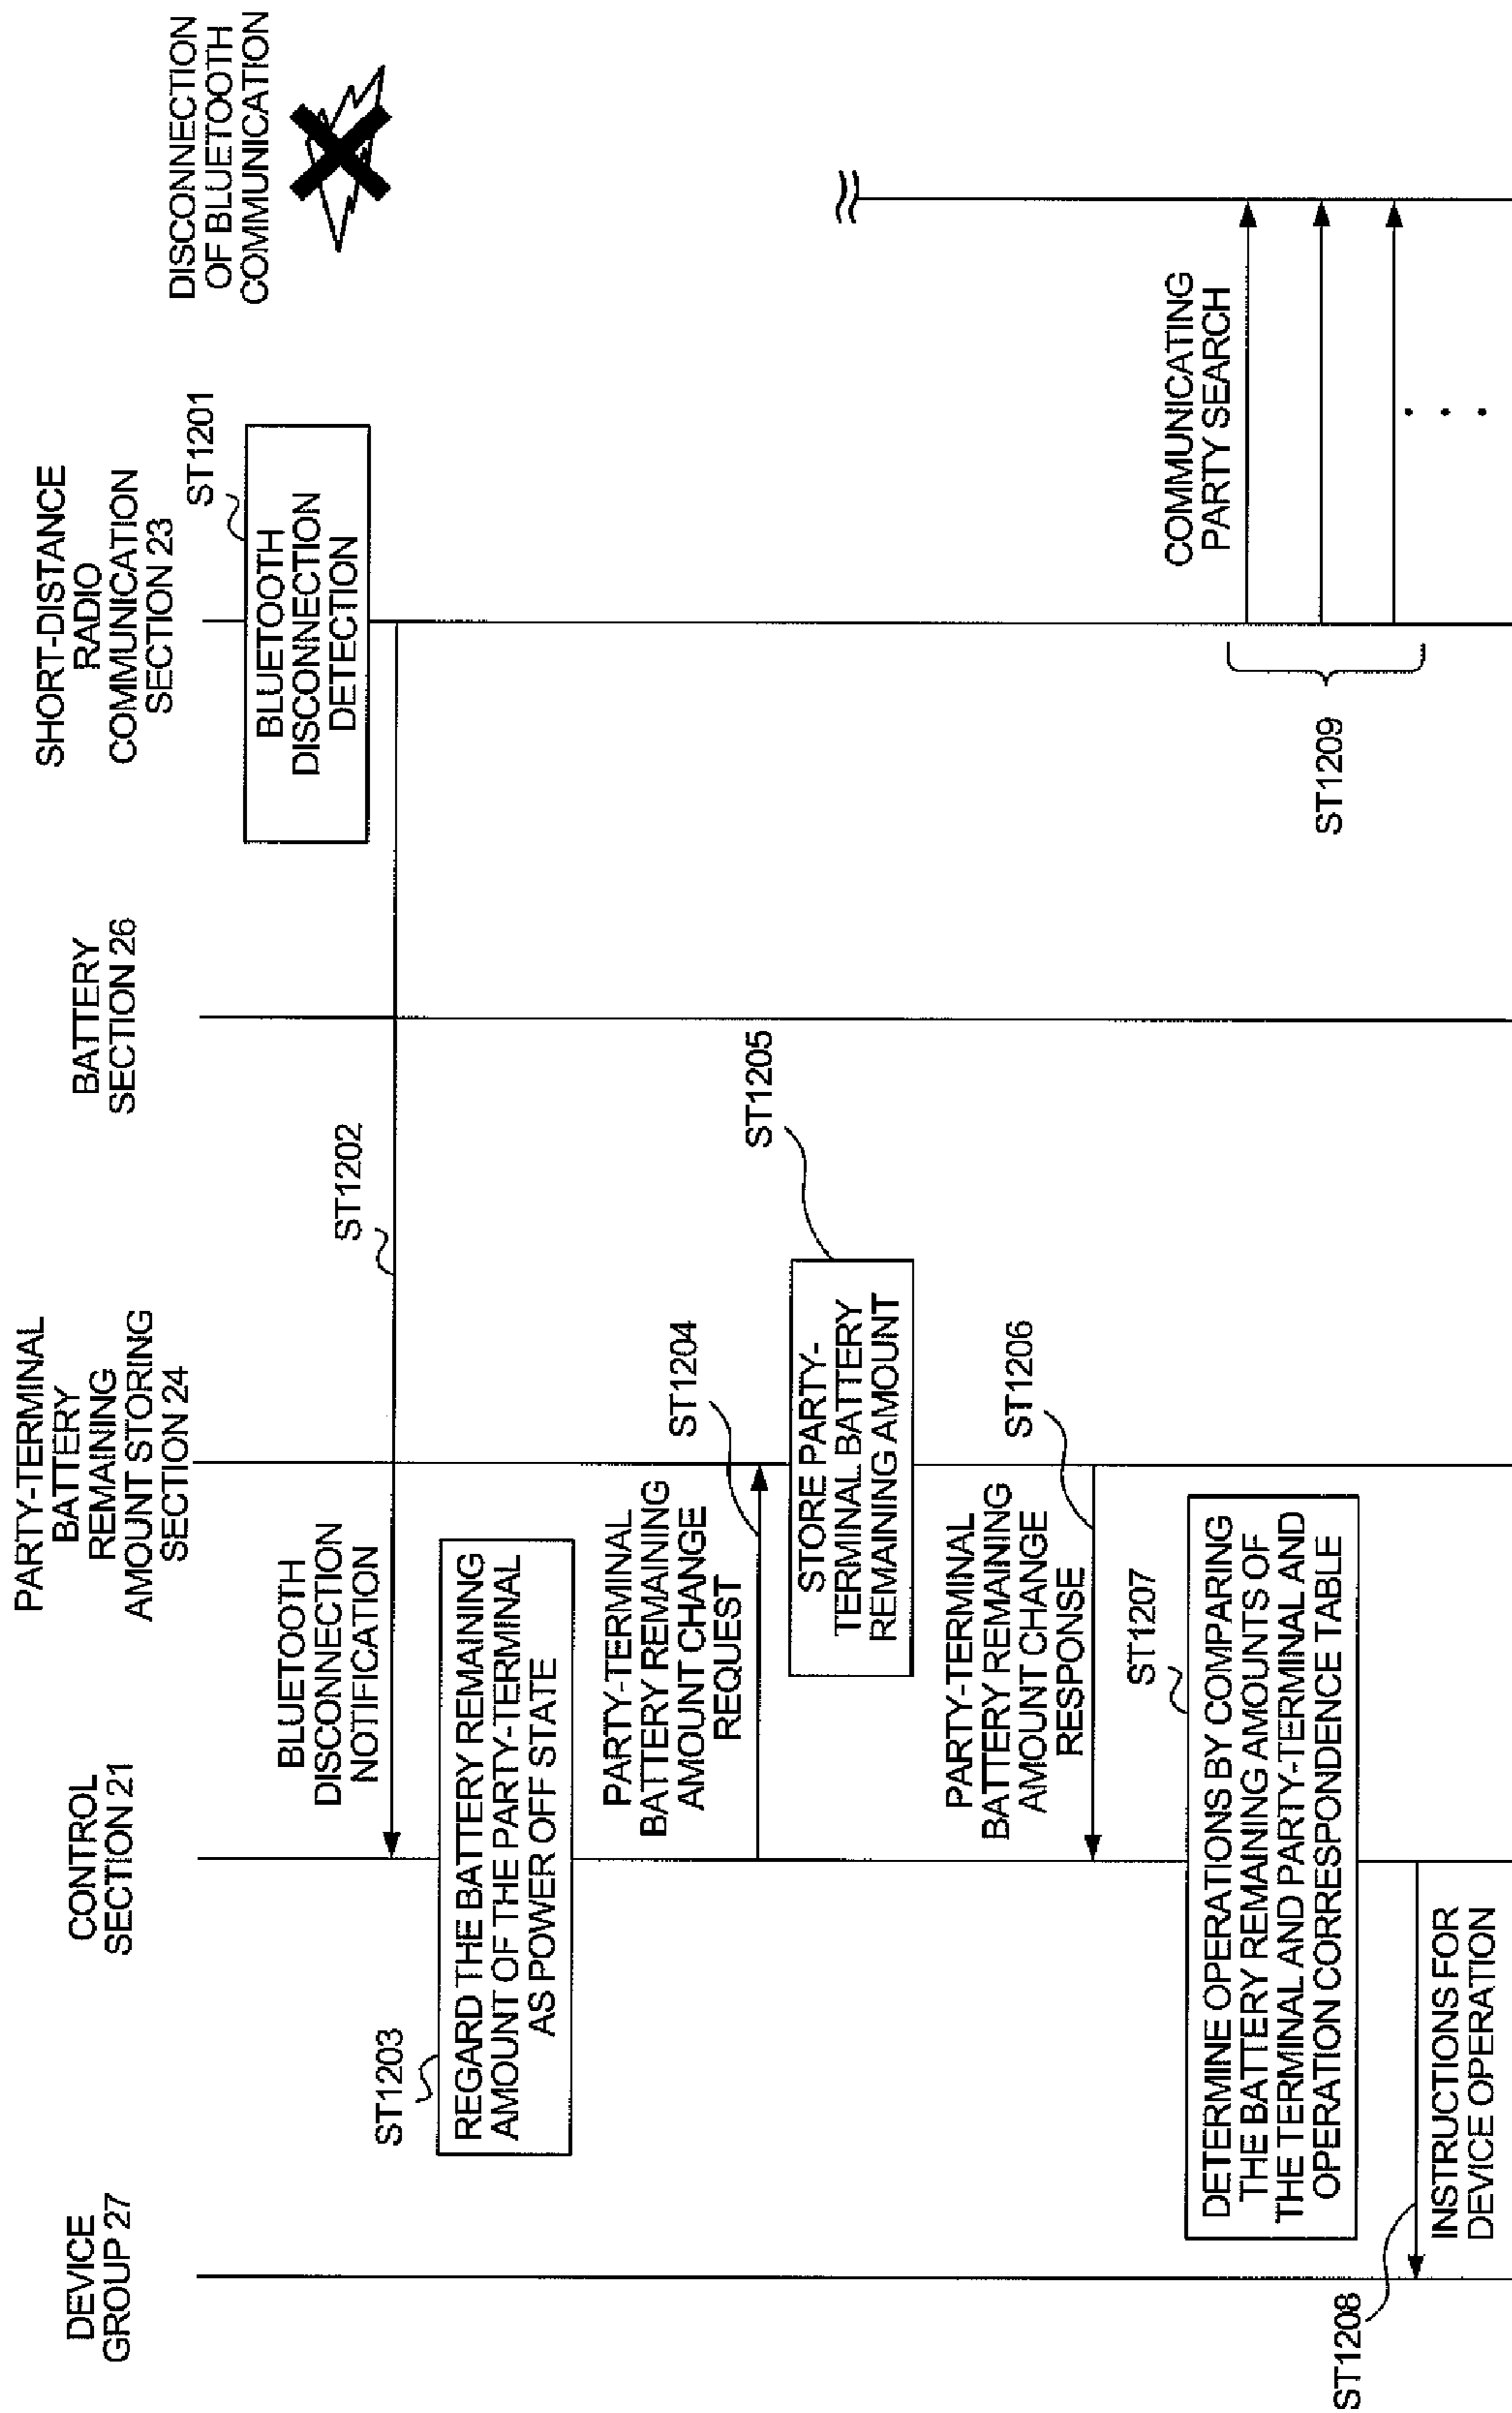 DEVICE
GROUP 27
CONTROL
SECTION 21
PARTY-TERMINAL
BATTERY
REMAINING
AMOUNT STORING
SECTION 24
BATTERY
SECTION 26
SHORT-DISTANCE
RADIO
COMMUNICATION
SECTION 23
DISCONNECTION
OF BLUETOOTH
COMMUNICATION
ST1201
BLUETOOTH
DISCONNECTION
DETECTION
ST1202
BLUETOOTH
DISCONNECTION
NOTIFICATION
ST1203
REGARD THE BATTERY REMAINING
AMOUNT OF THE PARTY-TERMINAL
AS POWER OFF STATE
PARTY-TERMINAL
BATTERY REMAINING
AMOUNT CHANGE
REQUEST
ST1204
ST1205
STORE PARTY-
TERMINAL BATTERY
REMAINING AMOUNT
PARTY-TERMINAL
BATTERY REMAINING
AMOUNT CHANGE
RESPONSE
ST1206
ST1207
DETERMINE OPERATIONS BY COMPARING
THE BATTERY REMAINING AMOUNTS OF
THE TERMINAL AND PARTY-TERMINAL AND
OPERATION CORRESPONDENCE TABLE
COMMUNICATING
PARTY SEARCH
ST1209
ST1208
INSTRUCTIONS FOR
DEVICE OPERATION